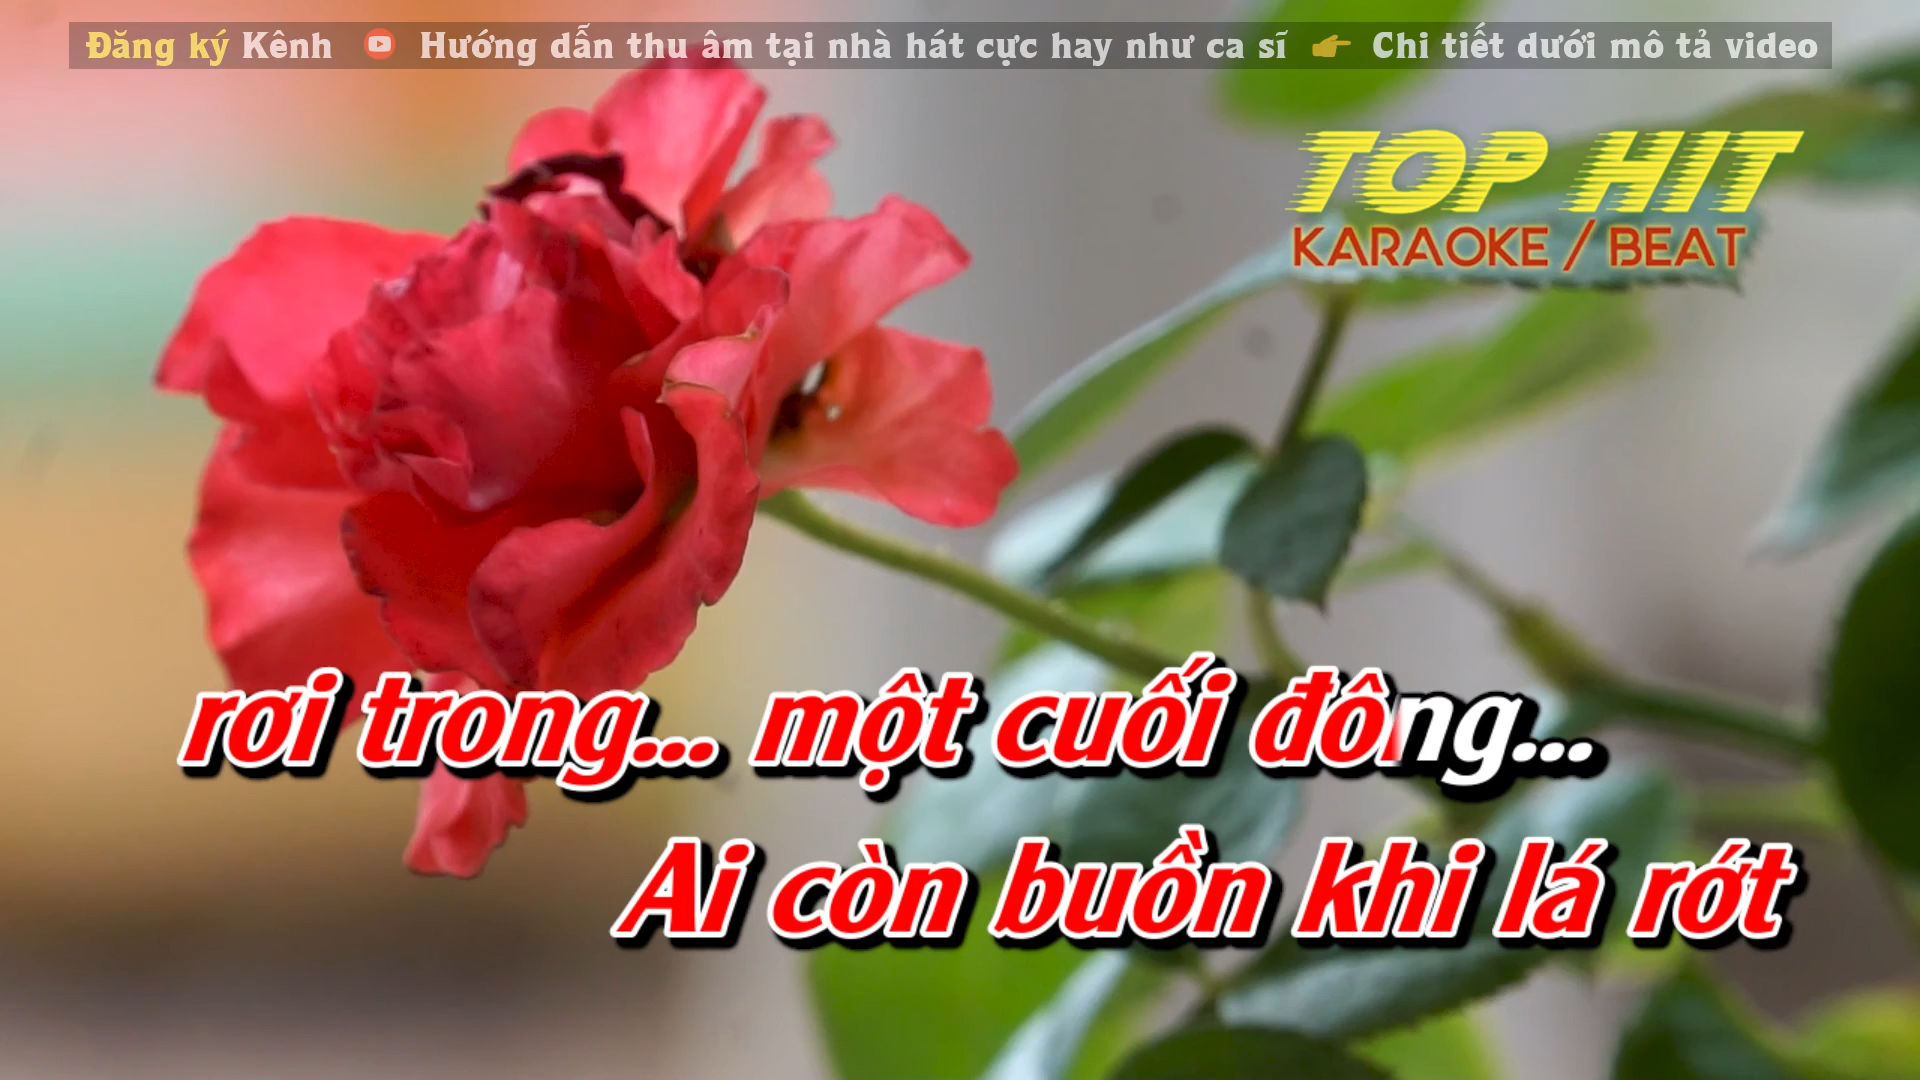 Đăng ký Kênh Hướng dẫn thu âm tại nhà hát cực hay như ca sĩ Chi tiết dưới mô tả video
TOP HIT
KARAOKE / BEAT
rơi trong... một cuối đông...
Ai còn buồn khi lá rớt